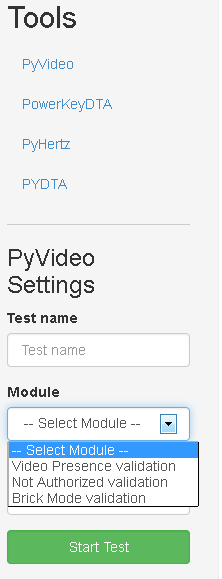 Tools
PyVideo
PowerKeyDTA
PyHertz
PYDTA
PyVideo
Settings
Test name
Test name
Module
-- Select Module --
-- Select Module --
Video Presence validation
Not Authorized validation
Brick Mode validation
Start Test